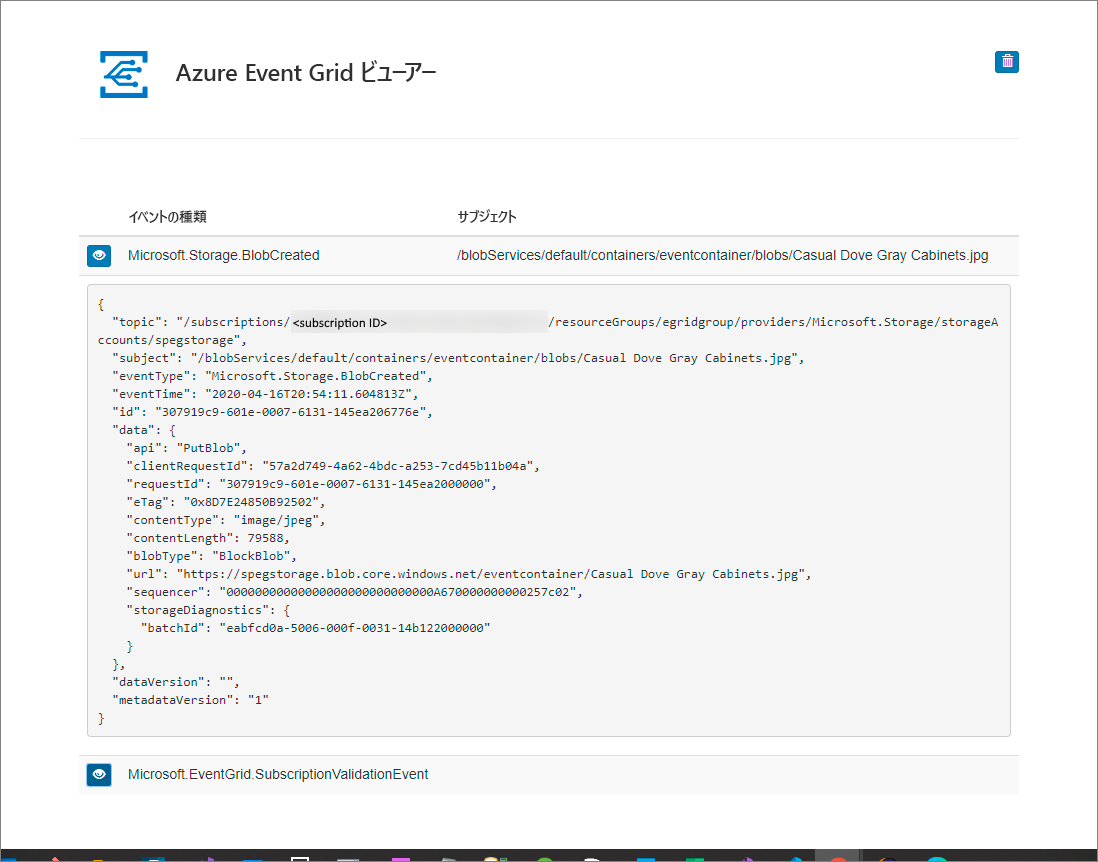 Azure Event Grid ビューアー
イベントの種類 サブジェクト
Microsoft.Storage.BlobCreated /blobServices/default/containers/eventcontainer/blobs/Casual Dove Gray Cabinets.jpg
{
"topic": "/subscriptions/ <subscription ID> /resourceGroups/egridgroup/providers/Microsoft.Storage/storageA
ccounts/spegstorage",
"subject": "/blobServices/default/containers/eventcontainer/blobs/Casual Dove Gray Cabinets.jpg",
"eventType": "Microsoft.Storage.BlobCreated",
"eventTime": "2020-04-16T20:54:11.604813Z",
"id": "307919c9-601e-0007-6131-145ea206776e",
"data": {
"api": "PutBlob",
"clientRequestId": "57a2d749-4a62-4bdc-a253-7cd45b11b04a",
"requestId": "307919c9-601e-0007-6131-145ea2000000",
"eTag": "0x8D7E24850B92502",
"contentType": "image/jpeg",
"contentLength": 79588,
"blobType": "BlockBlob",
"url": "https://spegstorage.blob.core.windows.net/eventcontainer/Casual Dove Gray Cabinets.jpg",
"sequencer": "00000000000000000000000000000A670000000000257c02",
"storageDiagnostics": {
"batchId": "eabfcd0a-5006-000f-0031-14b122000000"
}
},
"dataVersion": "",
"metadataVersion": "1"
}
Microsoft.EventGrid.SubscriptionValidationEvent